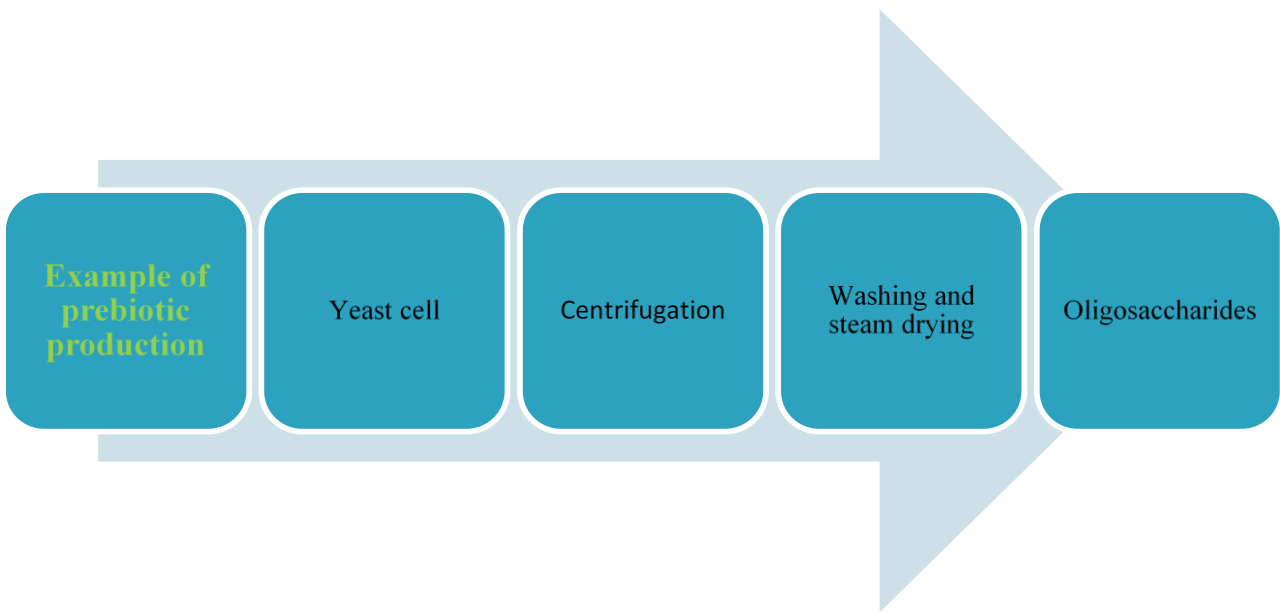 Example of
prebiotic
production
Yeast cell
Centrifugation
Washing and
steam drying
Oligosaccharides